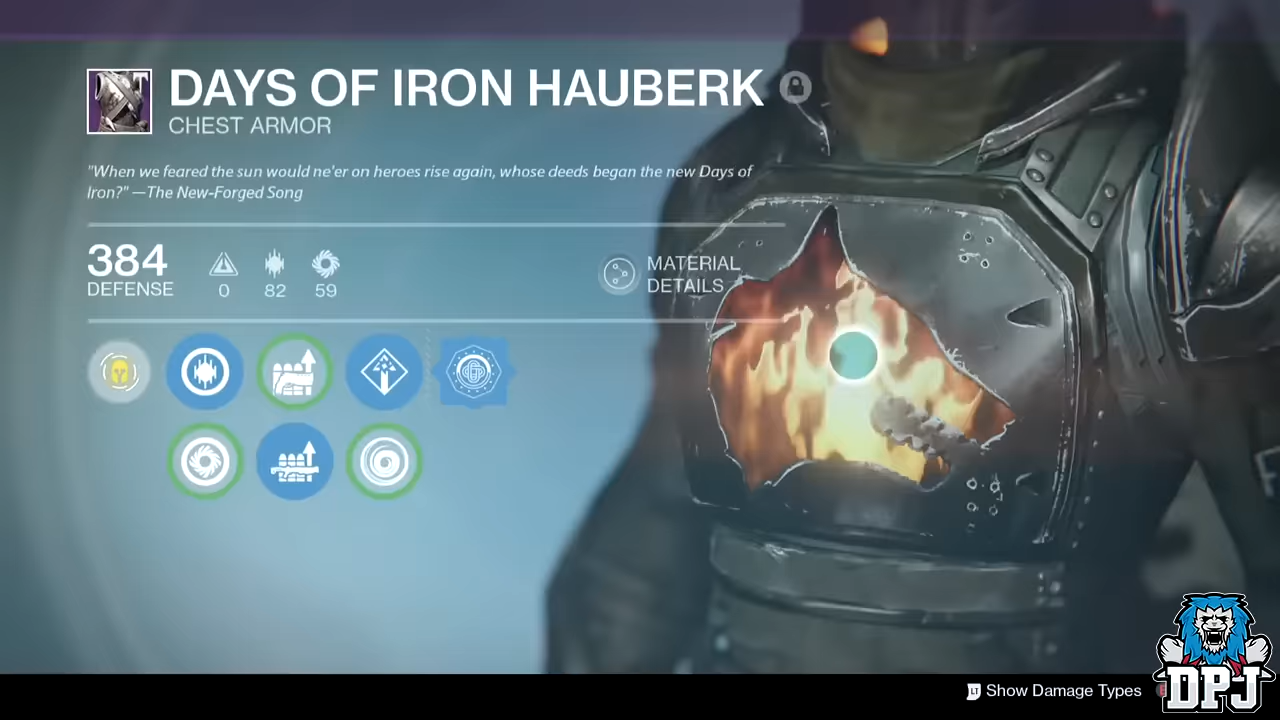 DAYS OF IRON HAUBERK
CHEST ARMOR
"When we feared the sun would ne'er on heroes rise again, whose deeds began the new Days of
Iron?" —The New-Forged Song
384
DEFENSE
0
82
59
MATERIAL
DETAILS
LT Show Damage Types
DPJ